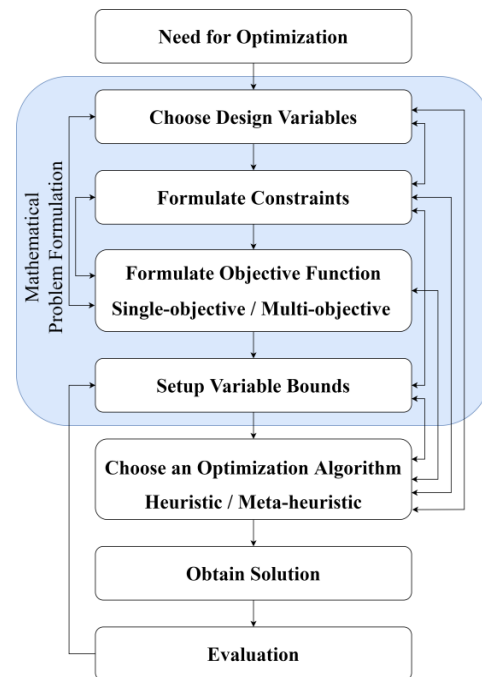 Need for Optimization
Mathematical
Problem Formulation
Choose Design Variables
Formulate Constraints
Formulate Objective Function
Single-objective / Multi-objective
Setup Variable Bounds
Choose an Optimization Algorithm
Heuristic / Meta-heuristic
Obtain Solution
Evaluation